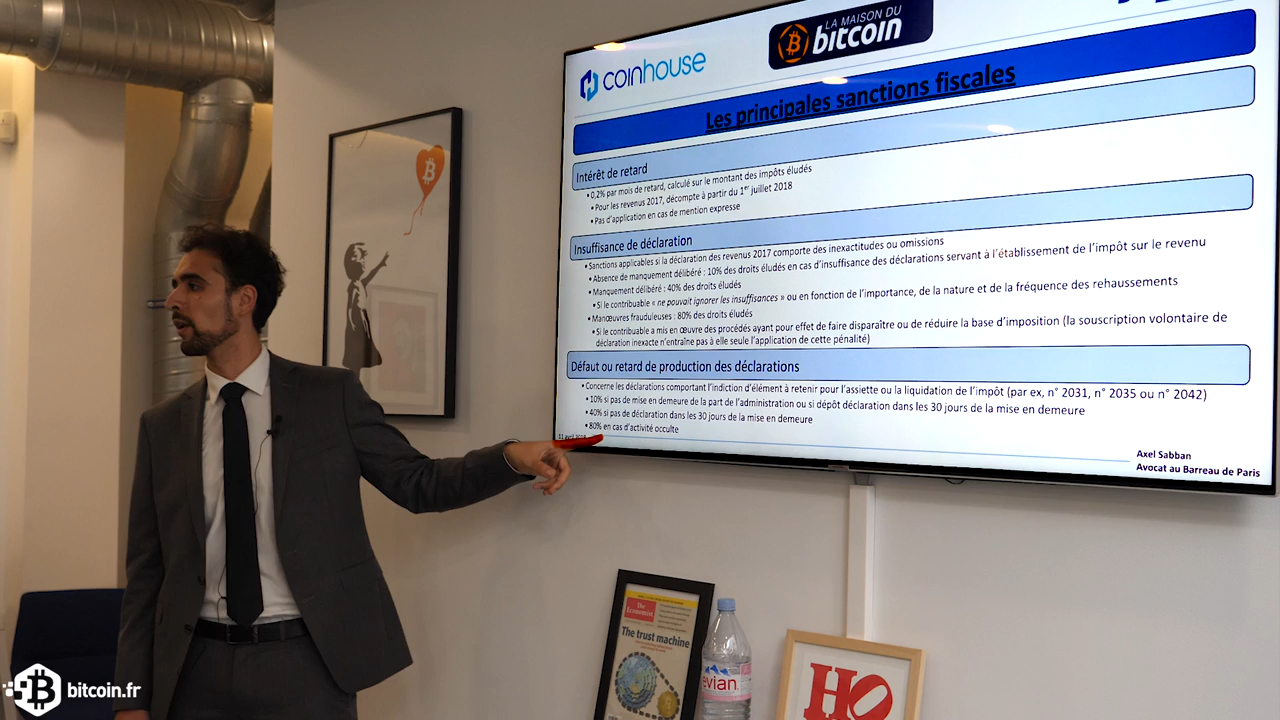 coinhouse
LA MAISON DU
bitcoin
Les principales sanctions fiscales
Intérêt de retard
• 0,2% par mois de retard, calculé sur le montant des impôts éludés
• Pour les revenus 2017, décompte à partir du 1er juillet 2018
• Pas d'application en cas de mention expresse
Insuffisance de déclaration
• Sanctions applicables si la déclaration des revenus 2017 comporte des inexactitudes ou omissions
• Absence de manquement délibéré : 10% des droits éludés en cas d'insuffisance des déclarations servant à l'établissement de l'impôt sur le revenu
• Manquement délibéré : 40% des droits éludés
• Si le contribuable « ne pouvait ignorer les insuffisances » ou en fonction de l'importance, de la nature et de la fréquence des rehaussements
• Manœuvres frauduleuses : 80% des droits éludés
• Si le contribuable a mis en œuvre des procédés ayant pour effet de faire disparaître ou de réduire la base d'imposition (la souscription volontaire de
déclaration inexacte n'entraîne pas à elle seule l'application de cette pénalité)
Défaut ou retard de production des déclarations
• Concerne les déclarations comportant l'indiction d'élément à retenir pour l'assiette ou la liquidation de l'impôt (par ex, n° 2031, n° 2035 ou n° 2042)
• 10% si pas de mise en demeure de la part de l'administration ou si dépôt déclaration dans les 30 jours de la mise en demeure
• 40% si pas de déclaration dans les 30 jours de la mise en demeure
• 80% en cas d'activité occulte
Axel Sabban
Avocat au Barreau de Paris
The
Economist
The trust machine
evian
HO
bitcoin.fr